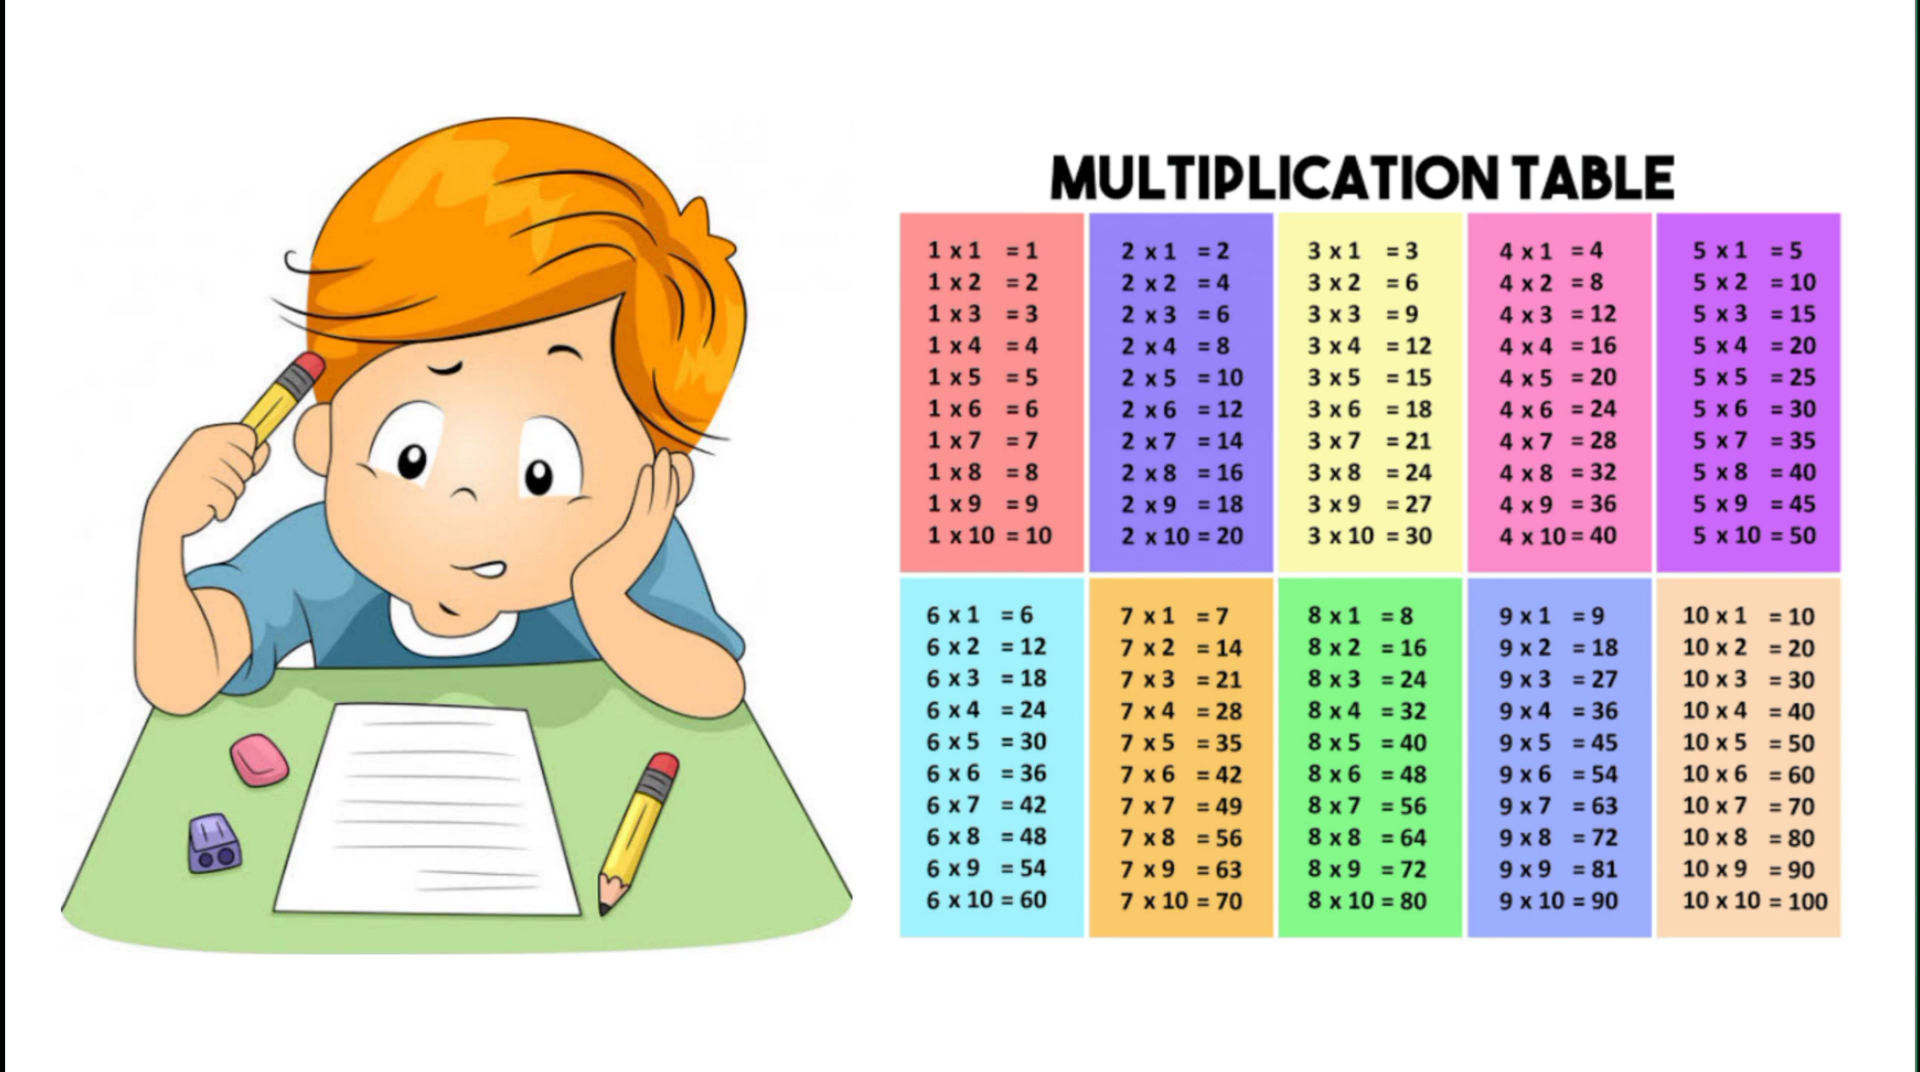 MULTIPLICATION TABLE
1 x 1 = 1
1 x 2 = 2
1 x 3 = 3
1 x 4 = 4
1 x 5 = 5
1 x 6 = 6
1 x 7 = 7
1 x 8 = 8
1 x 9 = 9
1 x 10 = 10
2 x 1 = 2
2 x 2 = 4
2 x 3 = 6
2 x 4 = 8
2 x 5 = 10
2 x 6 = 12
2 x 7 = 14
2 x 8 = 16
2 x 9 = 18
2 x 10 = 20
3 x 1 = 3
3 x 2 = 6
3 x 3 = 9
3 x 4 = 12
3 x 5 = 15
3 x 6 = 18
3 x 7 = 21
3 x 8 = 24
3 x 9 = 27
3 x 10 = 30
4 x 1 = 4
4 x 2 = 8
4 x 3 = 12
4 x 4 = 16
4 x 5 = 20
4 x 6 = 24
4 x 7 = 28
4 x 8 = 32
4 x 9 = 36
4 x 10 = 40
5 x 1 = 5
5 x 2 = 10
5 x 3 = 15
5 x 4 = 20
5 x 5 = 25
5 x 6 = 30
5 x 7 = 35
5 x 8 = 40
5 x 9 = 45
5 x 10 = 50
6 x 1 = 6
6 x 2 = 12
6 x 3 = 18
6 x 4 = 24
6 x 5 = 30
6 x 6 = 36
6 x 7 = 42
6 x 8 = 48
6 x 9 = 54
6 x 10 = 60
7 x 1 = 7
7 x 2 = 14
7 x 3 = 21
7 x 4 = 28
7 x 5 = 35
7 x 6 = 42
7 x 7 = 49
7 x 8 = 56
7 x 9 = 63
7 x 10 = 70
8 x 1 = 8
8 x 2 = 16
8 x 3 = 24
8 x 4 = 32
8 x 5 = 40
8 x 6 = 48
8 x 7 = 56
8 x 8 = 64
8 x 9 = 72
8 x 10 = 80
9 x 1 = 9
9 x 2 = 18
9 x 3 = 27
9 x 4 = 36
9 x 5 = 45
9 x 6 = 54
9 x 7 = 63
9 x 8 = 72
9 x 9 = 81
9 x 10 = 90
10 x 1 = 10
10 x 2 = 20
10 x 3 = 30
10 x 4 = 40
10 x 5 = 50
10 x 6 = 60
10 x 7 = 70
10 x 8 = 80
10 x 9 = 90
10 x 10 = 100